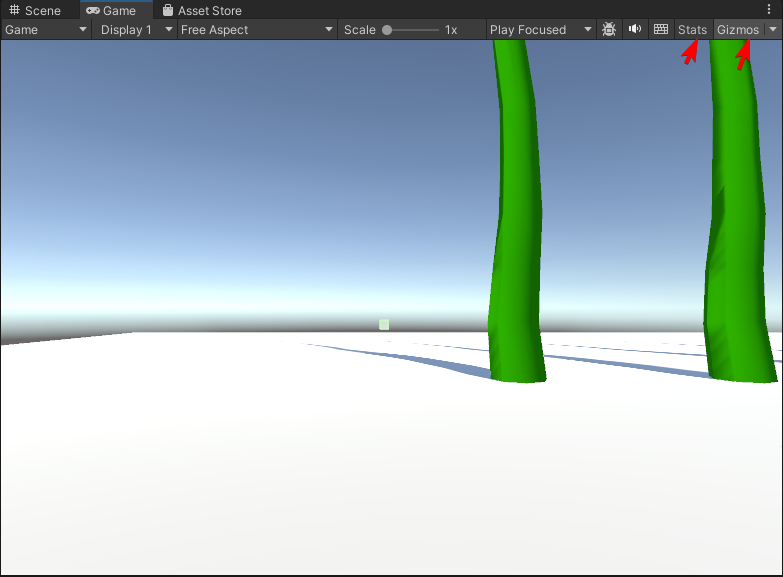 Scene Game Asset Store
Game Display 1 Free Aspect Scale 1x Play Focused Stats Gizmos